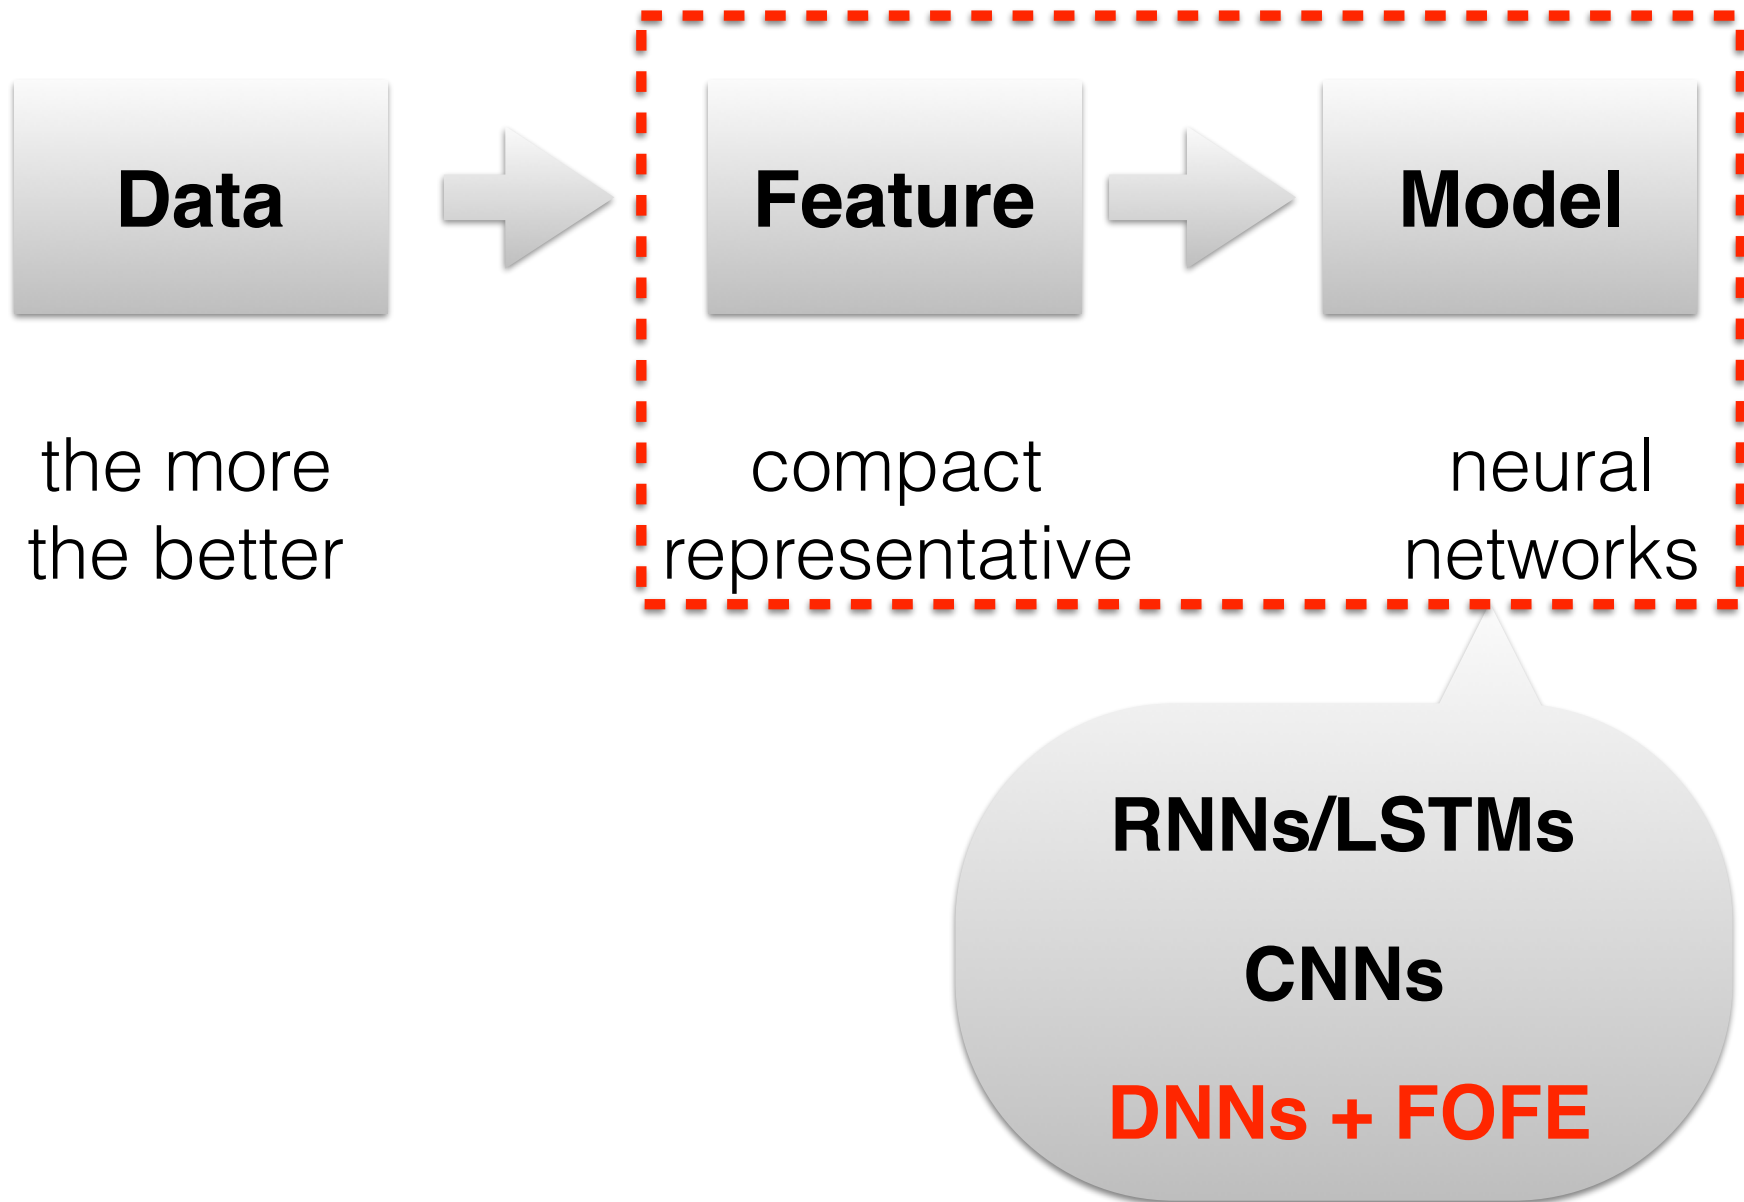 Data
Feature
Model
the more
the better
compact
representative
neural
networks
RNNs/LSTMs
CNNs
DNNs + FOFE